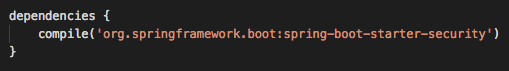 dependencies {
    compile('org.springframework.boot:spring-boot-starter-security')
}